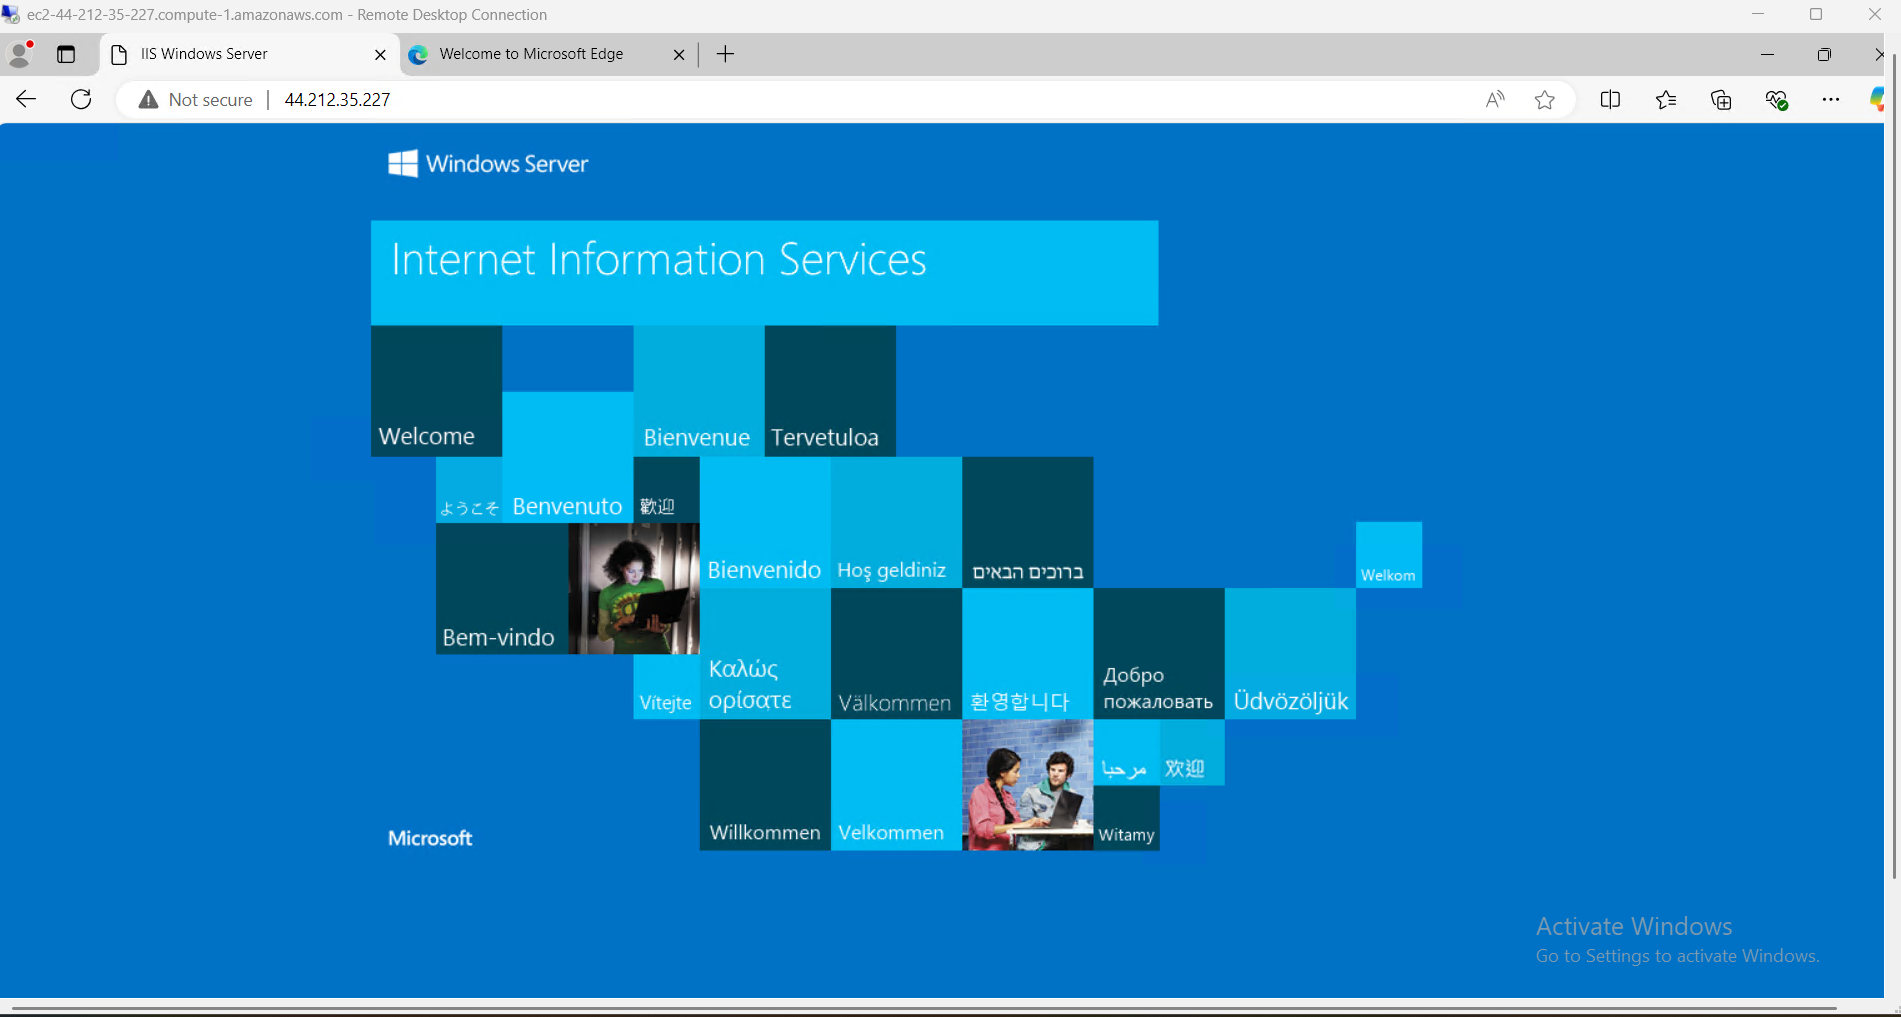 ec2-44-212-35-227.compute-1.amazonaws.com - Remote Desktop Connection
IIS Windows Server
Welcome to Microsoft Edge
Not secure
44.212.35.227
Windows Server
Internet Information Services
Welcome
Bienvenue
Tervetuloa
ようこそ
Benvenuto
歡迎
Bienvenido
Hoş geldiniz
ברוכים הבאים
Welkom
Bem-vindo
Vítejte
Καλώς
ορίσατε
Välkommen
환영합니다
Добро
пожаловать
Üdvözöljük
مرحبا
欢迎
Willkommen
Velkommen
Witamy
Microsoft
Activate Windows
Go to Settings to activate Windows.